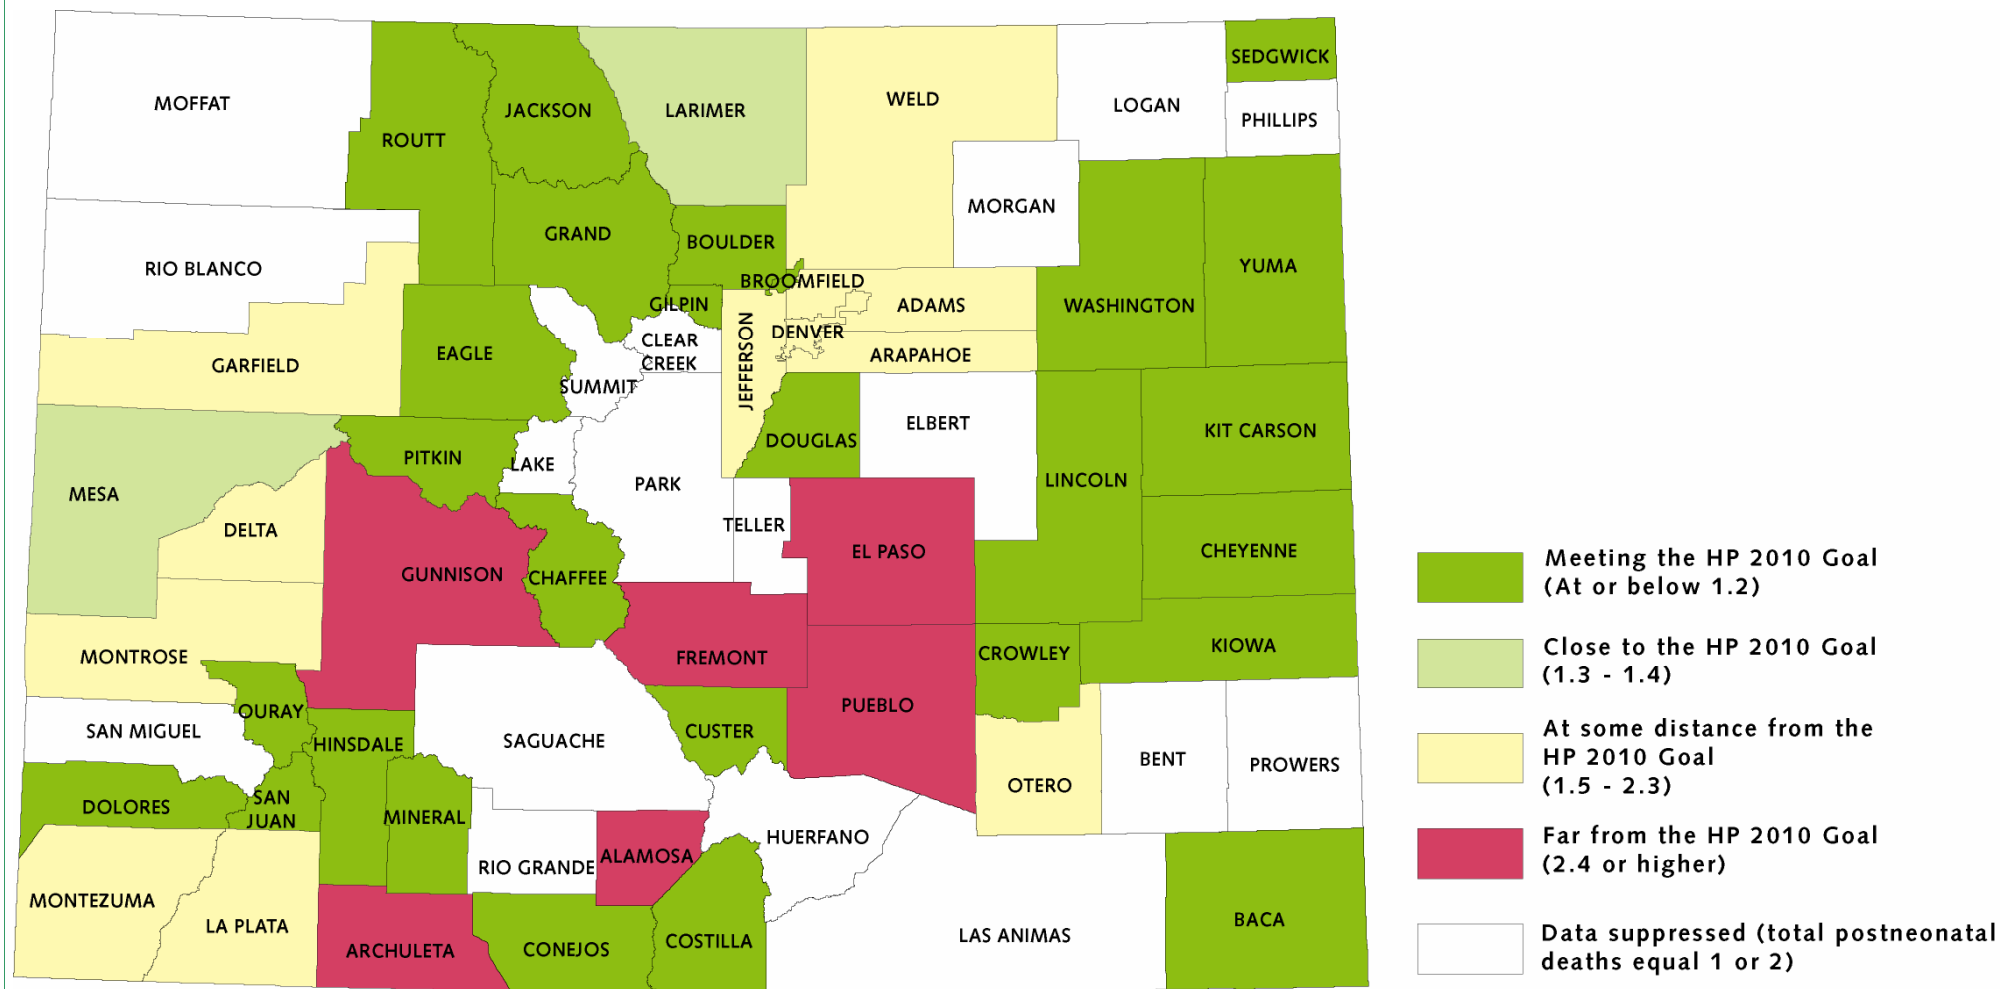 SEDGWICK
MOFFAT
JACKSON
LARIMER
WELD
LOGAN
PHILLIPS
ROUTT
MORGAN
GRAND
BOULDER
RIO BLANCO
YUMA
BROOMFIELD
GILPIN
ADAMS
WASHINGTON
CLEAR
CREEK
JEFFERSON
DENVER
EAGLE
ARAPAHOE
GARFIELD
SUMMIT
ELBERT
KIT CARSON
DOUGLAS
PITKIN
LAKE
PARK
LINCOLN
MESA
TELLER
DELTA
EL PASO
CHEYENNE
GUNNISON
CHAFFEE
KIOWA
CROWLEY
MONTROSE
FREMONT
PUEBLO
OURAY
SAN MIGUEL
CUSTER
HINSDALE
SAGUACHE
BENT
PROWERS
OTERO
SAN
JUAN
DOLORES
MINERAL
HUERFANO
ALAMOSA
RIO GRANDE
MONTEZUMA
LA PLATA
BACA
LAS ANIMAS
COSTILLA
CONEJOS
ARCHULETA
Meeting the HP 2010 Goal
(At or below 1.2)
Close to the HP 2010 Goal
(1.3 - 1.4)
At some distance from the
HP 2010 Goal
(1.5 - 2.3)
Far from the HP 2010 Goal
(2.4 or higher)
Data suppressed (total postneonatal
deaths equal 1 or 2)